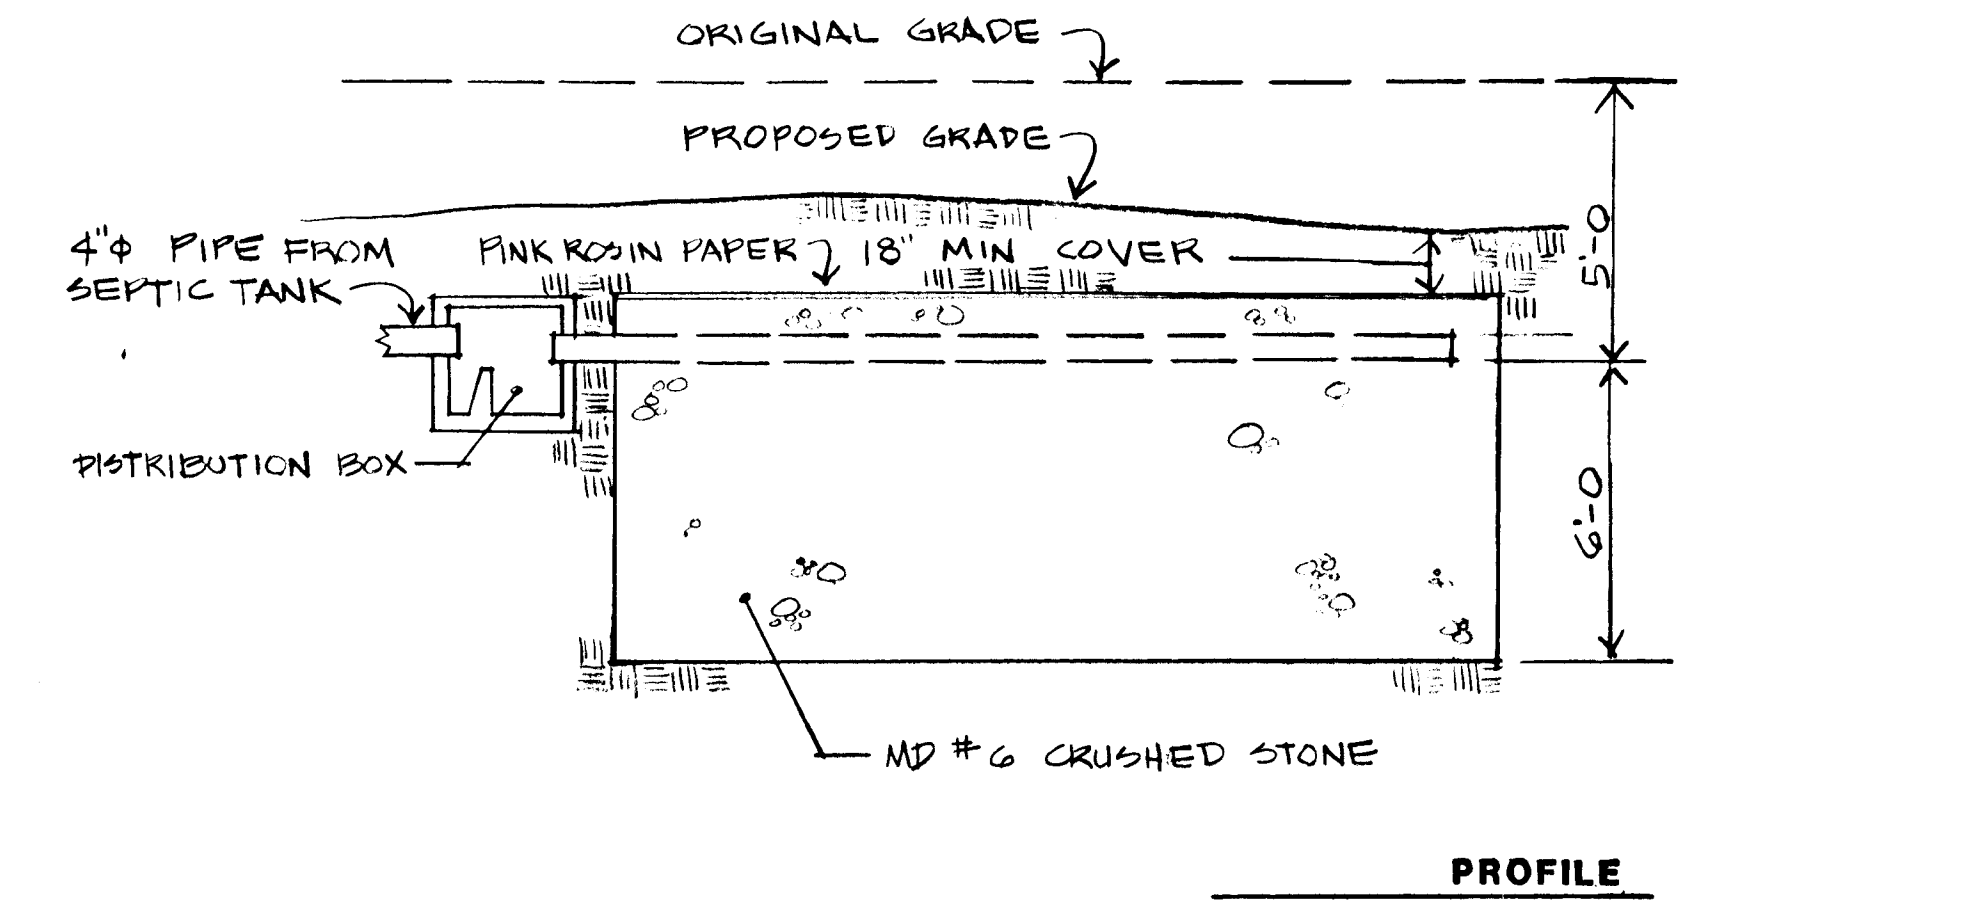 ORIGINAL GRADE
PROPOSED GRADE
4"ϕ PIPE FROM
SEPTIC TANK
PINK ROSIN PAPER
18" MIN COVER
5'-0
DISTRIBUTION BOX
6'-0
MD #6 CRUSHED STONE
PROFILE